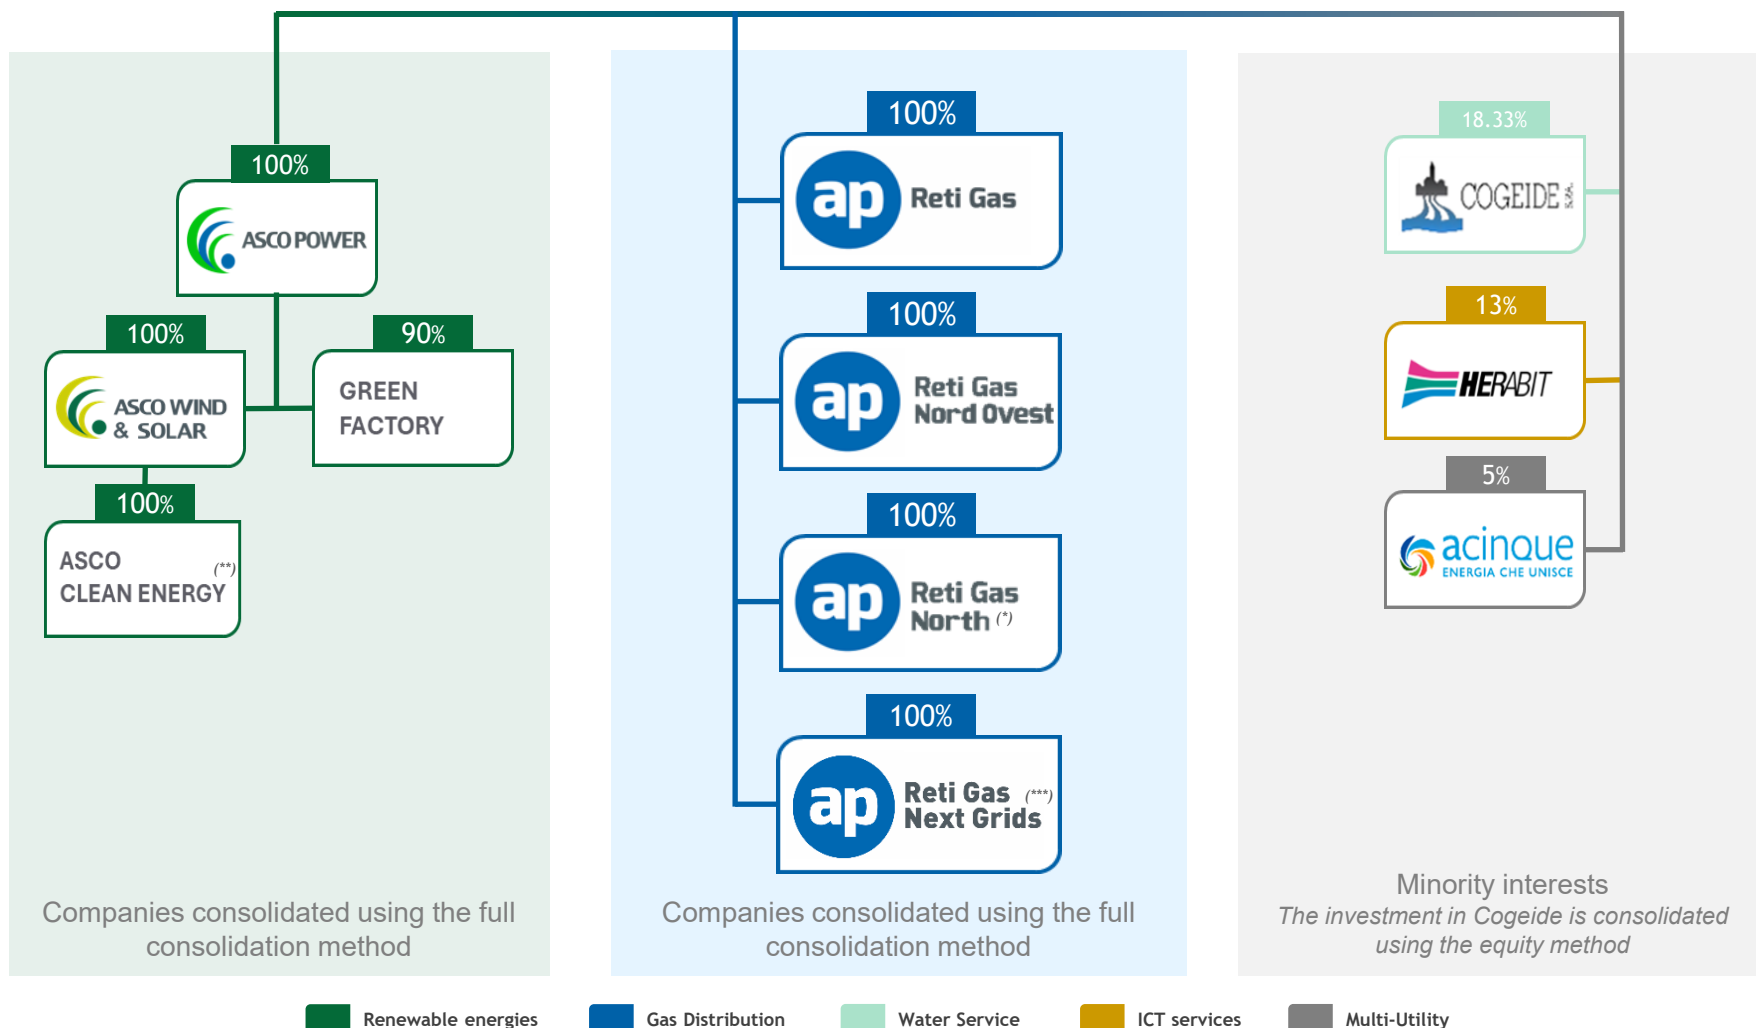 100%
ASCO POWER
100%
ASCO WIND
& SOLAR
90%
GREEN
FACTORY
100%
ASCO (**)
CLEAN ENERGY
Companies consolidated using the full
consolidation method
100%
ap Reti Gas
100%
ap Reti Gas
Nord Ovest
100%
ap Reti Gas
North (*)
100%
ap Reti Gas (***)
Next Grids
Companies consolidated using the full
consolidation method
18.33%
COGEIDE S.p.A.
13%
HERABIT
5%
acinque
ENERGIA CHE UNISCE
Minority interests
The investment in Cogeide is consolidated
using the equity method
Renewable energies
Gas Distribution
Water Service
ICT services
Multi-Utility